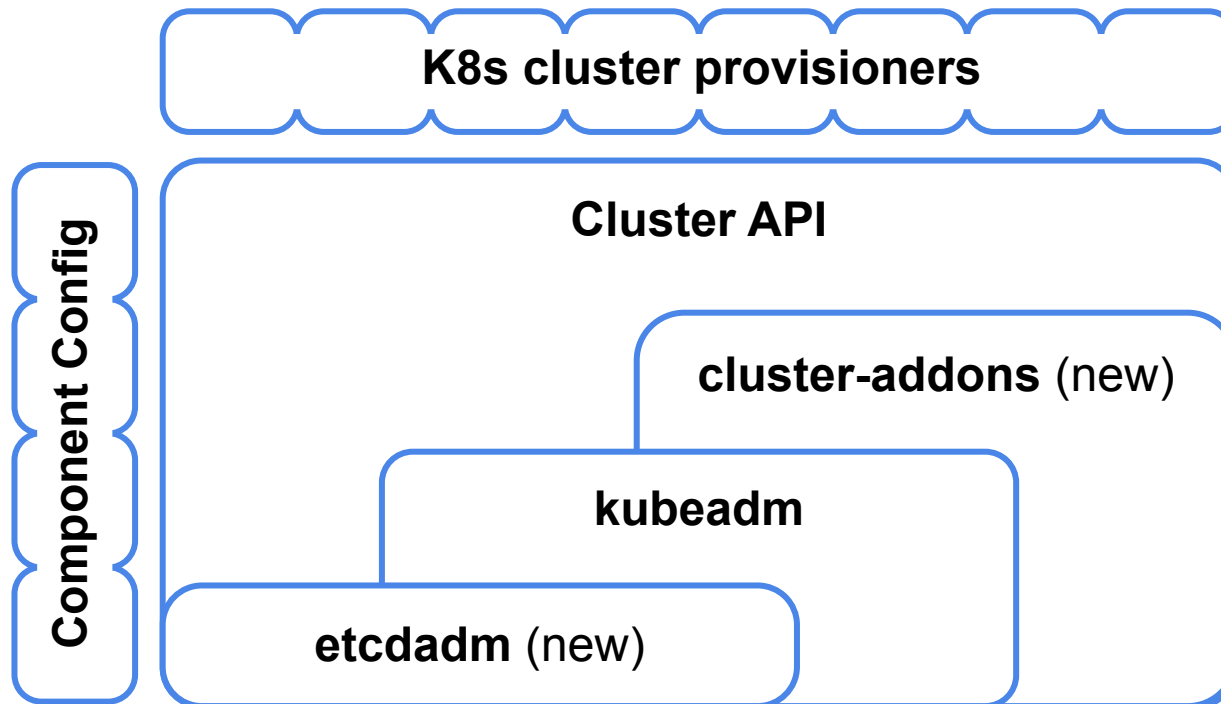 K8s cluster provisioners
Component Config
Cluster API
cluster-addons (new)
kubeadm
etcdadm (new)